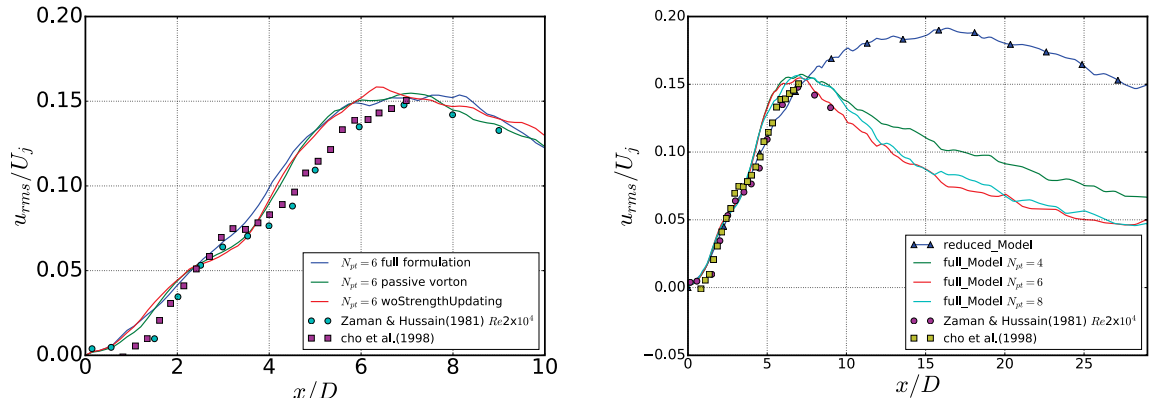 0.20
0.15
0.10
0.05
0.00
u_rms/U_j
0 2 4 6 8 10
x/D
N_pt = 6 full formulation
N_pt = 6 passive vorton
N_pt = 6 woStrengthUpdating
Zaman & Hussain(1981) Re2x10^4
cho et al.(1998)
0.20
0.15
0.10
0.05
0.00
−0.05
u_rms/U_j
0 5 10 15 20 25
x/D
reduced_Model
full_Model N_pt = 4
full_Model N_pt = 6
full_Model N_pt = 8
Zaman & Hussain(1981) Re2x10^4
cho et al.(1998)